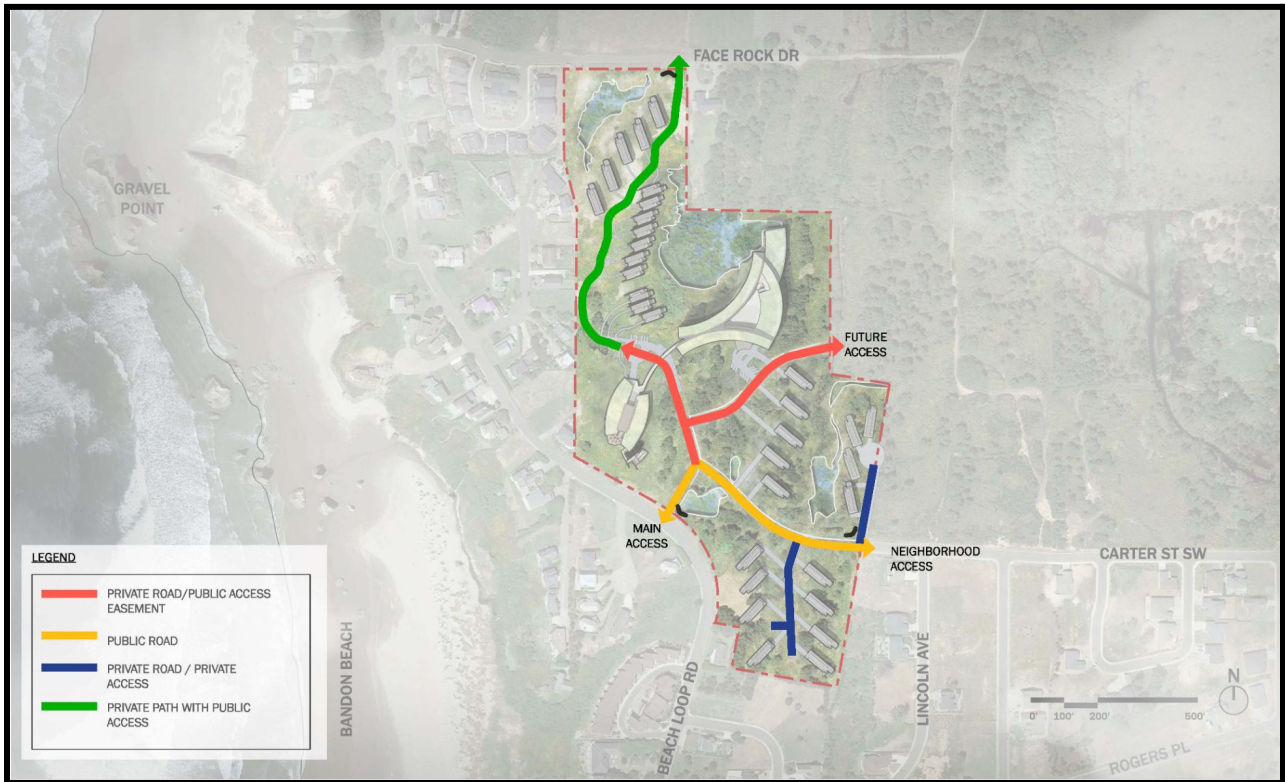 FACE ROCK DR
GRAVEL
POINT
FUTURE
ACCESS
MAIN
ACCESS
NEIGHBORHOOD
ACCESS
CARTER ST SW
LEGEND
PRIVATE ROAD/PUBLIC ACCESS
EASEMENT
PUBLIC ROAD
PRIVATE ROAD / PRIVATE
ACCESS
PRIVATE PATH WITH PUBLIC
ACCESS
BANDON BEACH
BEACH LOOP RD
LINCOLN AVE
N
0' 100' 200' 500'
ROGERS PL